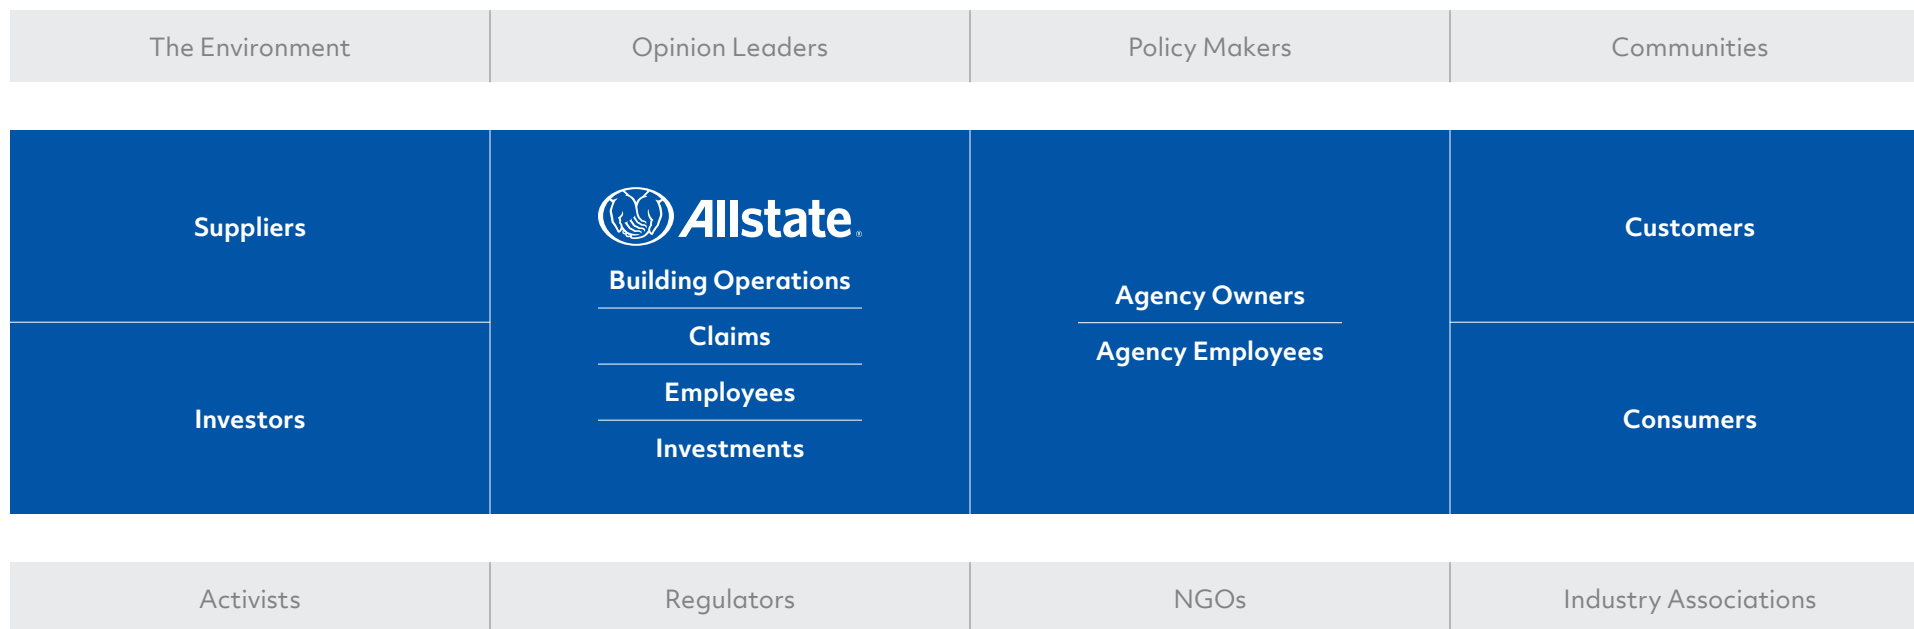 The Environment
Opinion Leaders
Policy Makers
Communities
Suppliers
Investors
Allstate®
Building Operations
Claims
Employees
Investments
Agency Owners
Agency Employees
Customers
Consumers
Activists
Regulators
NGOs
Industry Associations